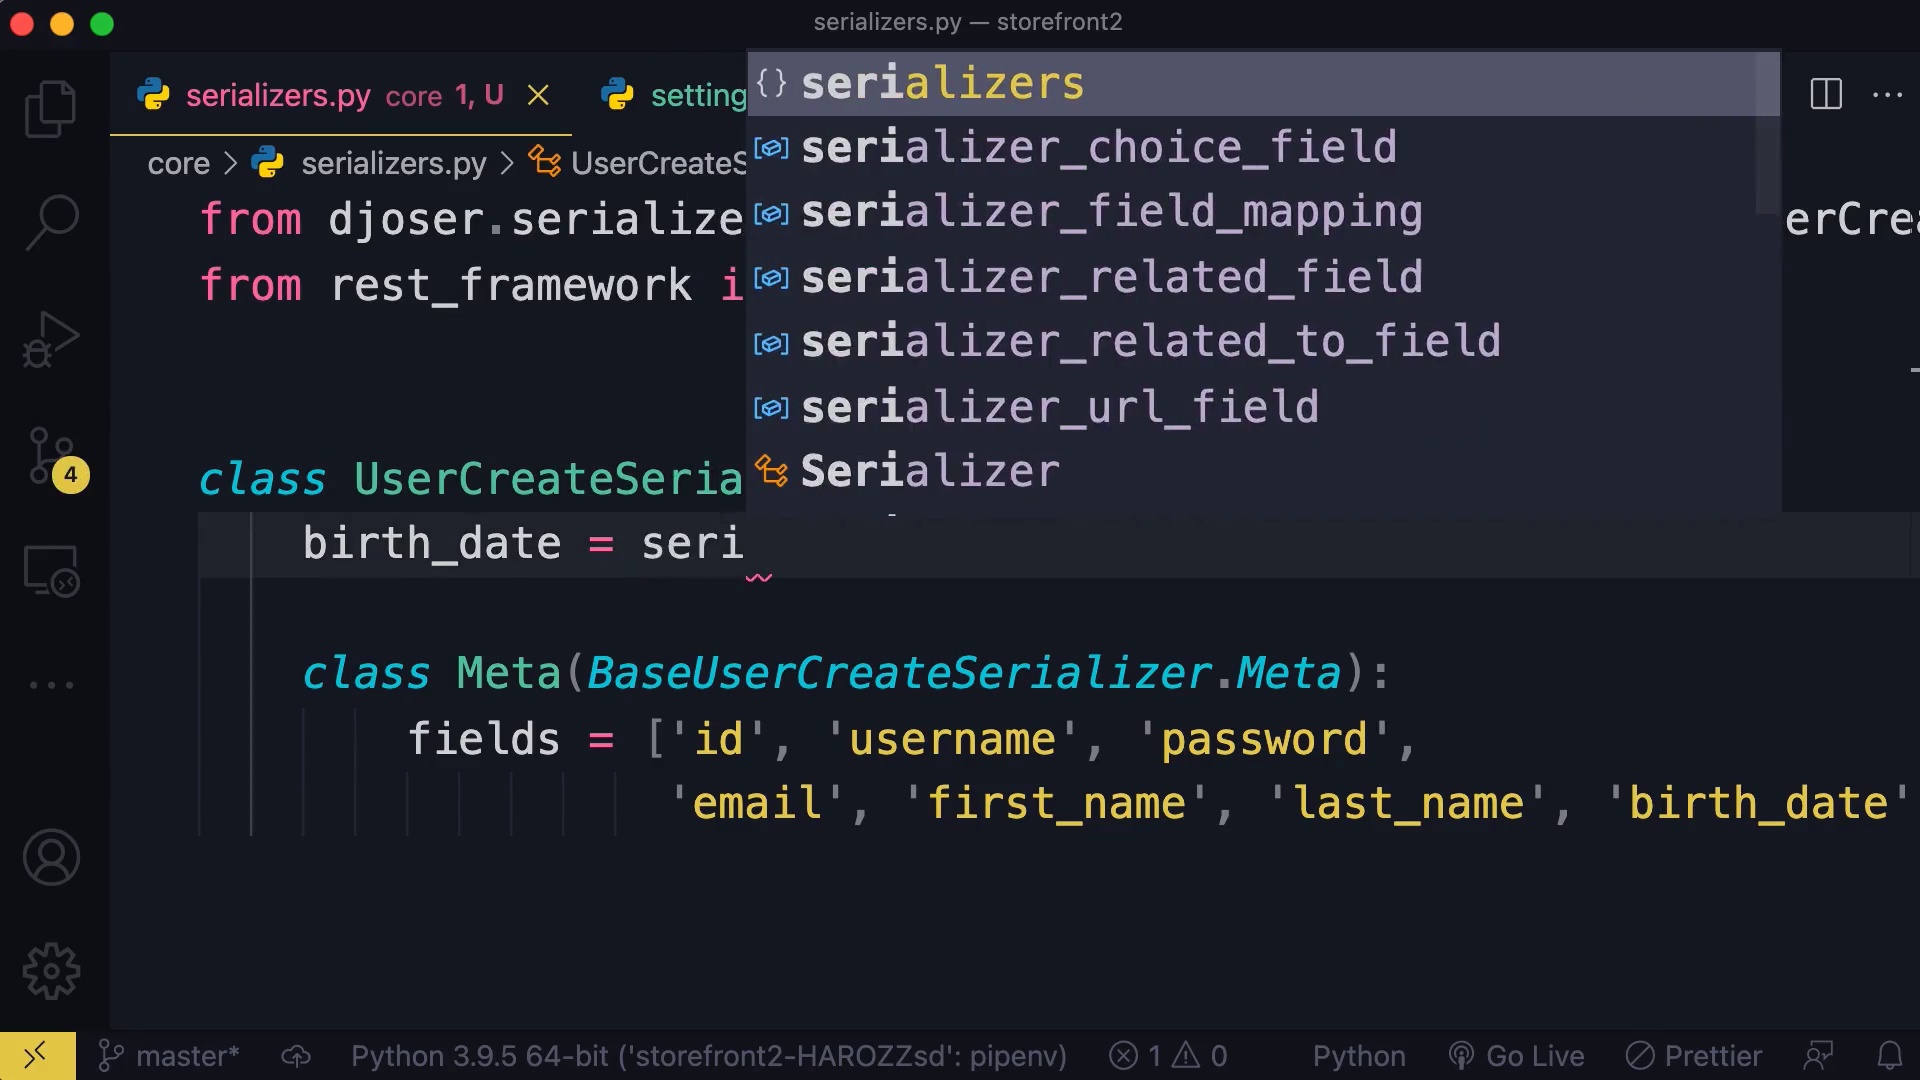 serializers.py — storefront2
serializers.py core 1, U
setting
core > serializers.py > UserCreateS
serializers
serializer_choice_field
serializer_field_mapping
serializer_related_field
serializer_related_to_field
serializer_url_field
Serializer
from djoser.serialize
erCrea
from rest_framework i
class UserCreateSeria
birth_date = seri
class Meta(BaseUserCreateSerializer.Meta):
fields = ['id', 'username', 'password',
'email', 'first_name', 'last_name', 'birth_date'
4
master*
Python 3.9.5 64-bit ('storefront2-HAROZZsd': pipenv)
1 0
Python
Go Live
Prettier